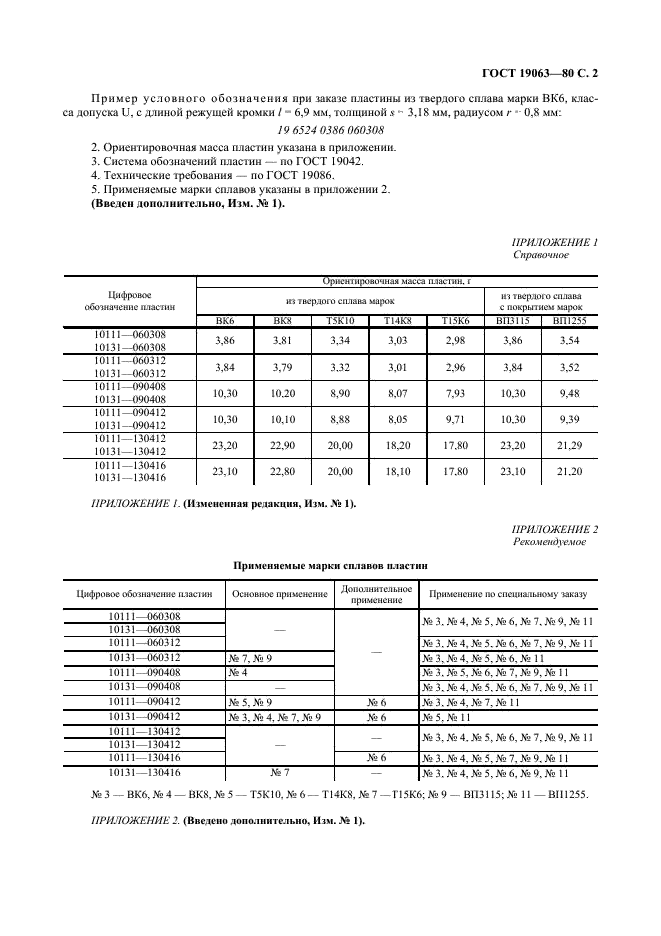 ГОСТ 19063—80 С. 2
Пример условного обозначения при заказе пластины из твердого сплава марки ВК6, клас-
са допуска U, с длиной режущей кромки l = 6,9 мм, толщиной s = 3,18 мм, радиусом r = 0,8 мм:
19 6524 0386 060308
2. Ориентировочная масса пластин указана в приложении.
3. Система обозначений пластин — по ГОСТ 19042.
4. Технические требования — по ГОСТ 19086.
5. Применяемые марки сплавов указаны в приложении 2.
(Введен дополнительно, Изм. № 1).
ПРИЛОЖЕНИЕ 1
Справочное
Цифровое
обозначение пластин
Ориентировочная масса пластин, г
из твердого сплава марок
из твердого сплава
с покрытием марок
ВК6 ВК8 Т5К10 Т14К8 Т15К6 ВП3115 ВП1255
10111—060308
10131—060308
3,86 3,81 3,34 3,03 2,98 3,86 3,54
10111—060312
10131—060312
3,84 3,79 3,32 3,01 2,96 3,84 3,52
10111—090408
10131—090408
10,30 10,20 8,90 8,07 7,93 10,30 9,48
10111—090412
10131—090412
10,30 10,10 8,88 8,05 9,71 10,30 9,39
10111—130412
10131—130412
23,20 22,90 20,00 18,20 17,80 23,20 21,29
10111—130416
10131—130416
23,10 22,80 20,00 18,10 17,80 23,10 21,20
ПРИЛОЖЕНИЕ 1. (Измененная редакция, Изм. № 1).
ПРИЛОЖЕНИЕ 2
Рекомендуемое
Применяемые марки сплавов пластин
Цифровое обозначение пластин Основное применение Дополнительное
применение Применение по специальному заказу
10111—060308
10131—060308 — № 3, № 4, № 5, № 6, № 7, № 9, № 11
10111—060312 — № 3, № 4, № 5, № 6, № 7, № 9, № 11
10131—060312 № 7, № 9 № 3, № 4, № 5, № 6, № 11
10111—090408 № 4 № 3, № 5, № 6, № 7, № 9, № 11
10131—090408 — № 3, № 4, № 5, № 6, № 7, № 9, № 11
10111—090412 № 5, № 9 № 6 № 3, № 4, № 7, № 11
10131—090412 № 3, № 4, № 7, № 9 № 6 № 5, № 11
10111—130412
10131—130412 — — № 3, № 4, № 5, № 6, № 7, № 9, № 11
10111—130416 № 6 № 3, № 4, № 5, № 7, № 9, № 11
10131—130416 № 7 — № 3, № 4, № 5, № 6, № 9, № 11
№ 3 — ВК6, № 4 — ВК8, № 5 — Т5К10, № 6 — Т14К8, № 7 —Т15К6; № 9 — ВП3115; № 11 — ВП1255.
ПРИЛОЖЕНИЕ 2. (Введено дополнительно, Изм. № 1).